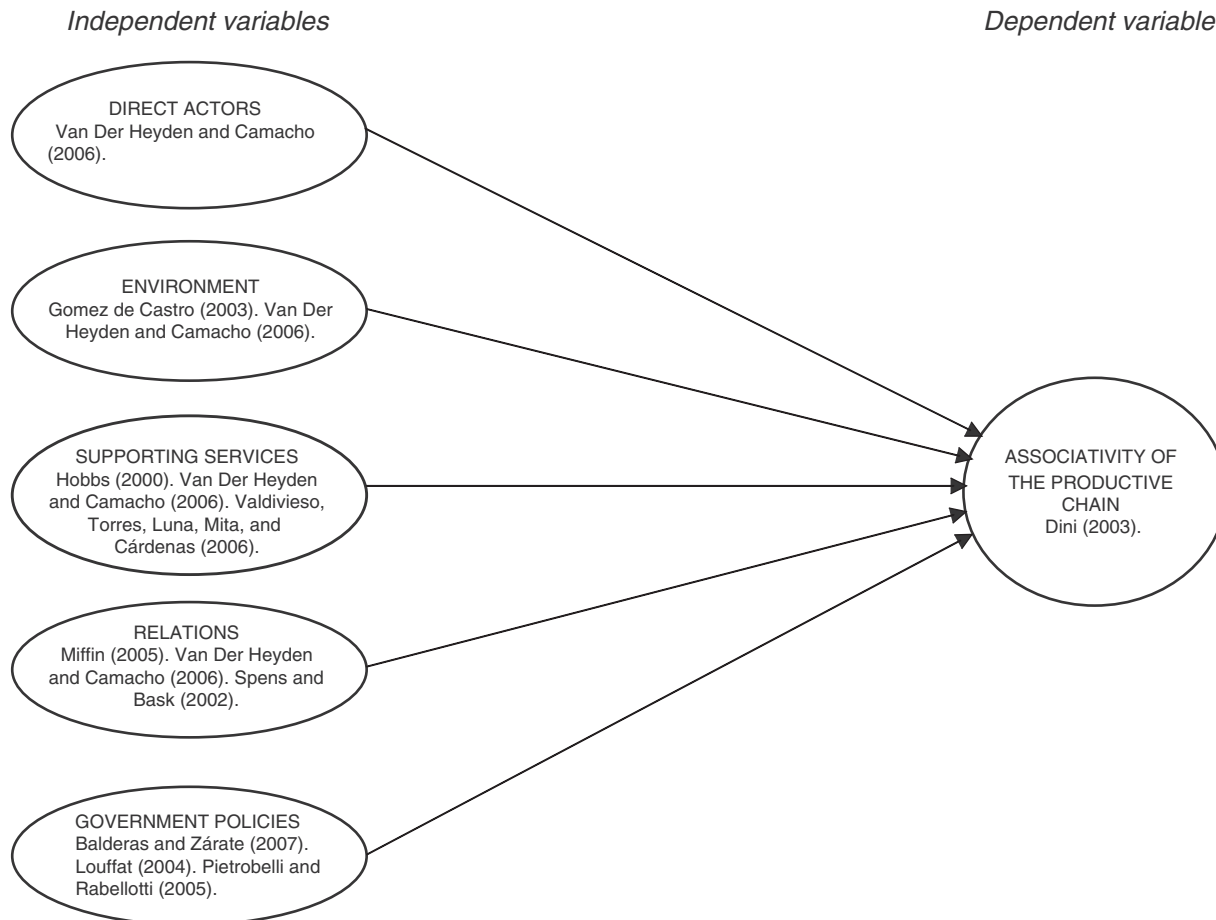 Independent variables
Dependent variable
DIRECT ACTORS
Van Der Heyden and Camacho
(2006).
ENVIRONMENT
Gomez de Castro (2003). Van Der
Heyden and Camacho (2006).
SUPPORTING SERVICES
Hobbs (2000). Van Der Heyden
and Camacho (2006). Valdivieso,
Torres, Luna, Mita, and
Cárdenas (2006).
RELATIONS
Miffin (2005). Van Der Heyden
and Camacho (2006). Spens and
Bask (2002).
GOVERNMENT POLICIES
Balderas and Zárate (2007).
Louffat (2004). Pietrobelli and
Rabellotti (2005).
ASSOCIATIVITY OF
THE PRODUCTIVE
CHAIN
Dini (2003).